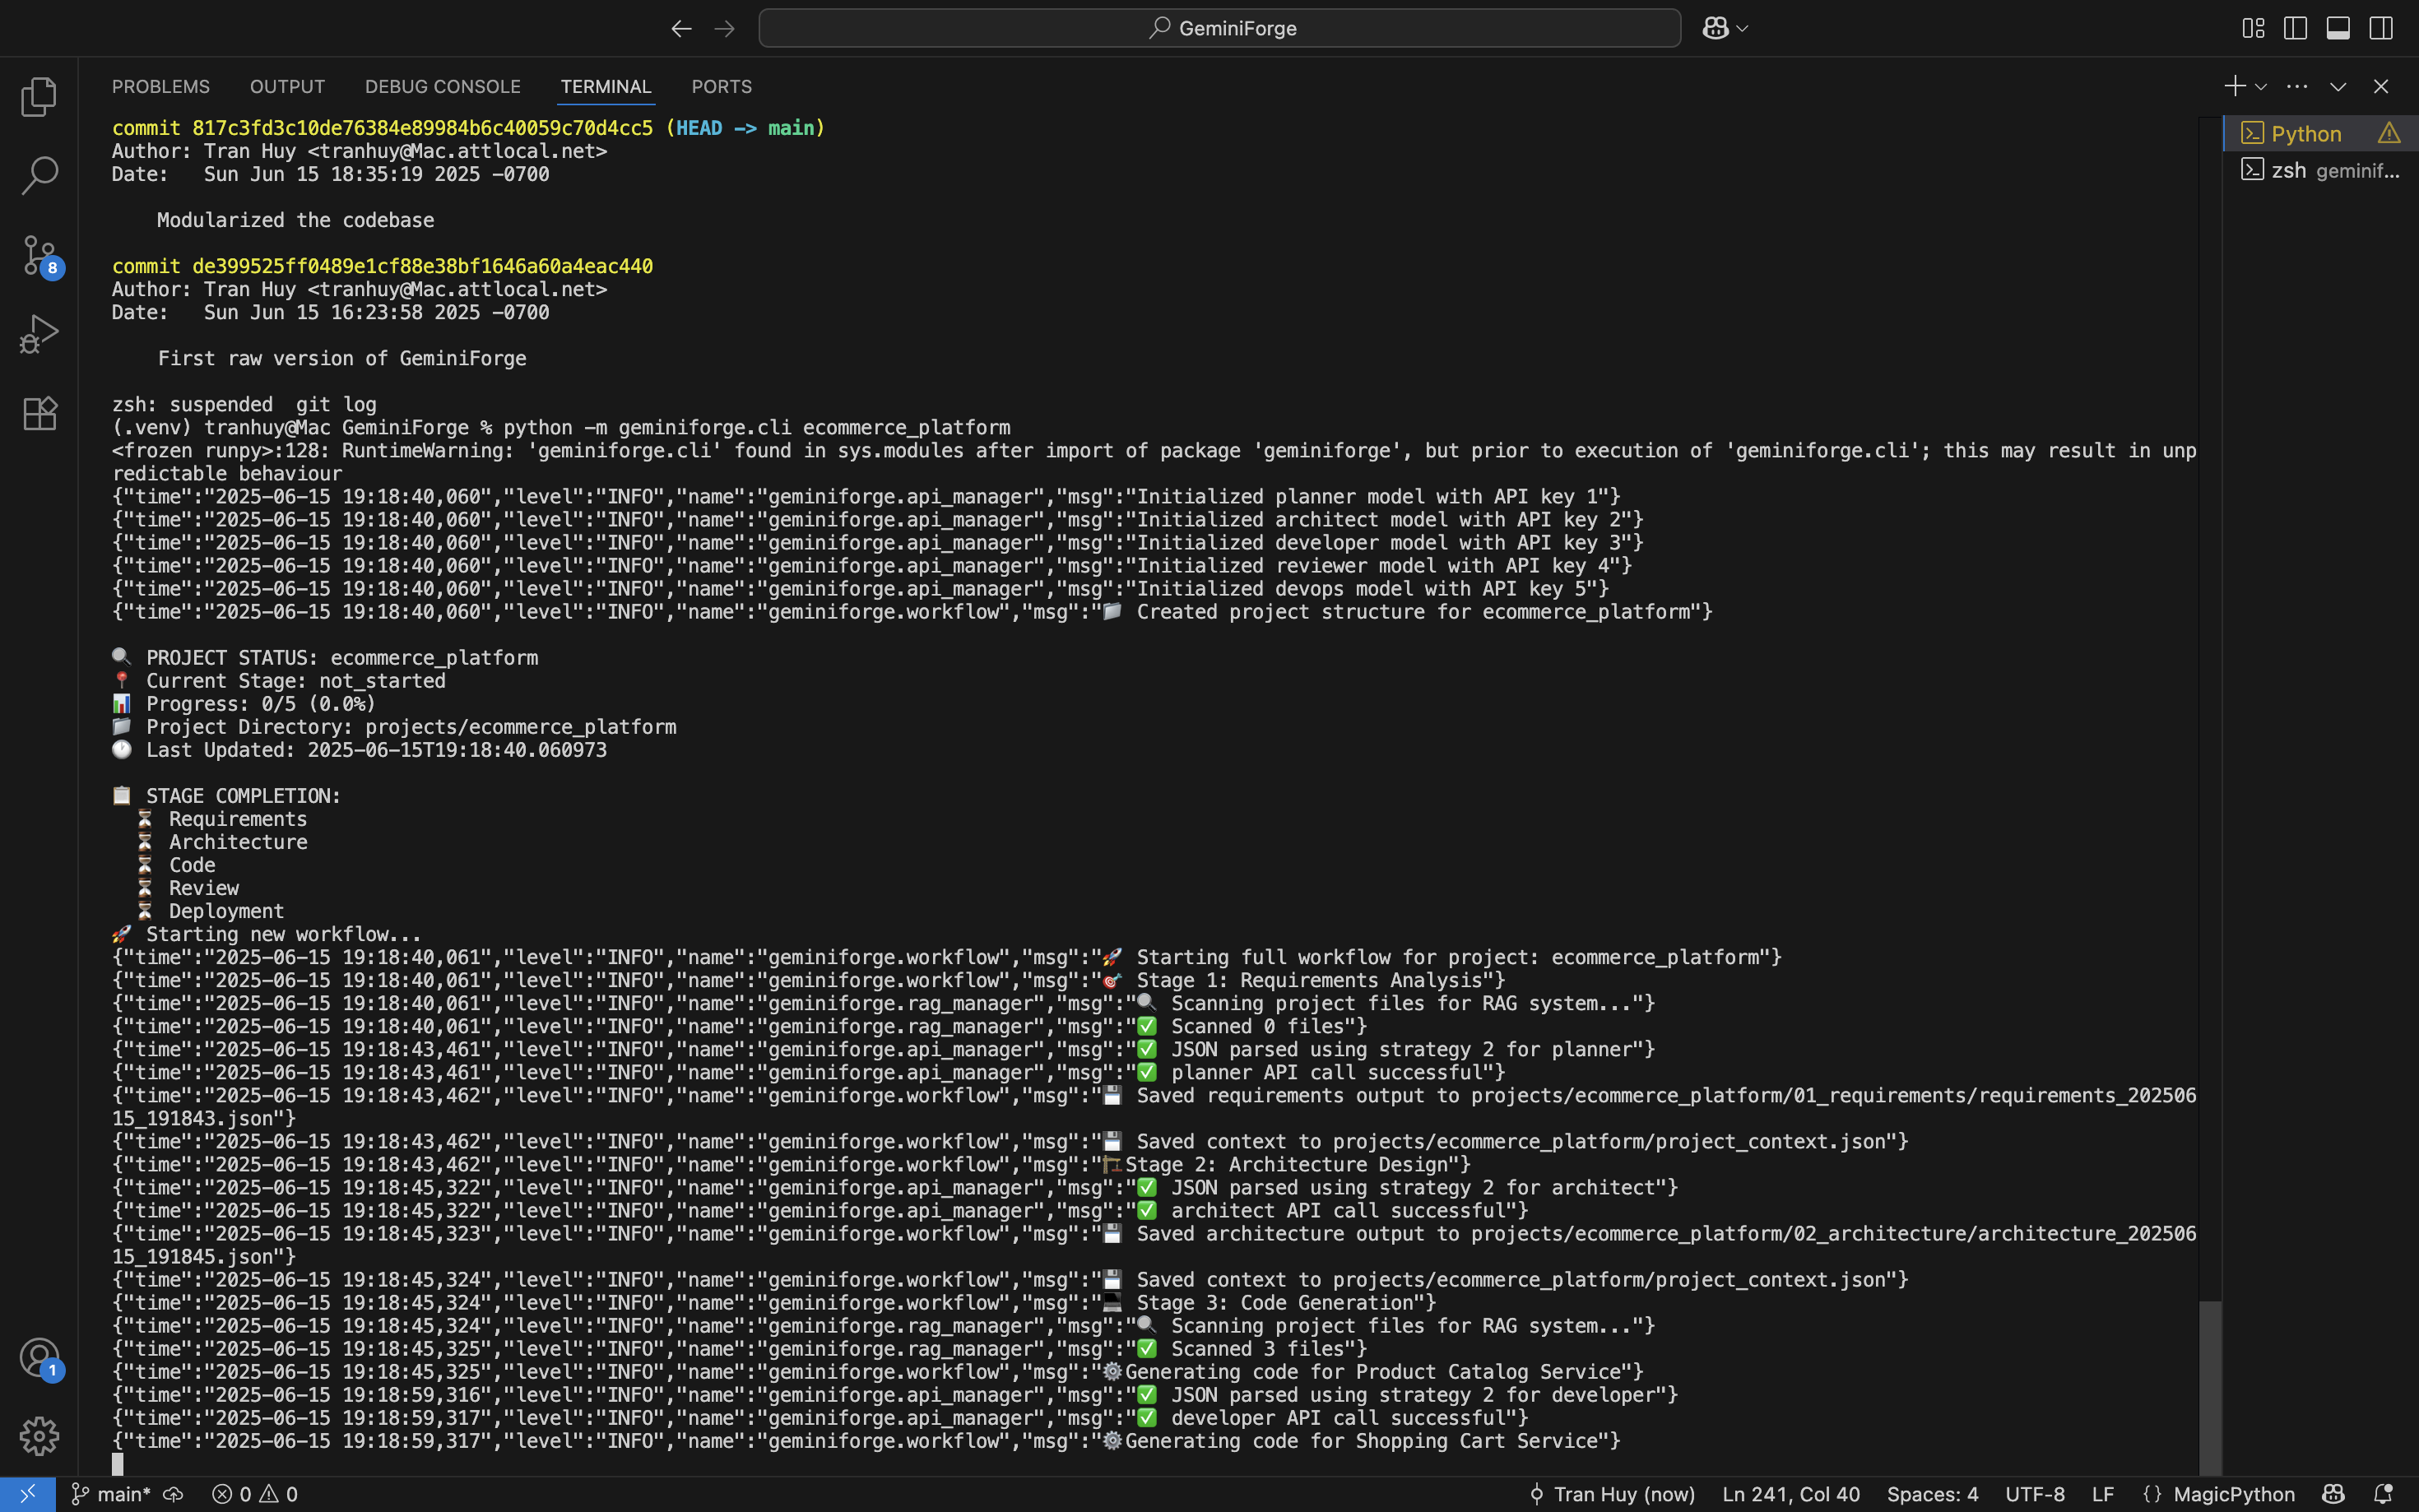 GeminiForge
PROBLEMS OUTPUT DEBUG CONSOLE TERMINAL PORTS
commit 817c3fd3c10de76384e89984b6c40059c70d4cc5 (HEAD -> main)
Author: Tran Huy <tranhuy@Mac.attlocal.net>
Date:   Sun Jun 15 18:35:19 2025 -0700
Modularized the codebase
commit de399525ff0489e1cf88e38bf1646a60a4eac440
Author: Tran Huy <tranhuy@Mac.attlocal.net>
Date:   Sun Jun 15 16:23:58 2025 -0700
First raw version of GeminiForge
zsh: suspended  git log
(.venv) tranhuy@Mac GeminiForge % python -m geminiforge.cli ecommerce_platform
<frozen runpy>:128: RuntimeWarning: 'geminiforge.cli' found in sys.modules after import of package 'geminiforge', but prior to execution of 'geminiforge.cli'; this may result in unp
redictable behaviour
{"time":"2025-06-15 19:18:40,060","level":"INFO","name":"geminiforge.api_manager","msg":"Initialized planner model with API key 1"}
{"time":"2025-06-15 19:18:40,060","level":"INFO","name":"geminiforge.api_manager","msg":"Initialized architect model with API key 2"}
{"time":"2025-06-15 19:18:40,060","level":"INFO","name":"geminiforge.api_manager","msg":"Initialized developer model with API key 3"}
{"time":"2025-06-15 19:18:40,060","level":"INFO","name":"geminiforge.api_manager","msg":"Initialized reviewer model with API key 4"}
{"time":"2025-06-15 19:18:40,060","level":"INFO","name":"geminiforge.api_manager","msg":"Initialized devops model with API key 5"}
{"time":"2025-06-15 19:18:40,060","level":"INFO","name":"geminiforge.workflow","msg":"📁 Created project structure for ecommerce_platform"}
🔍 PROJECT STATUS: ecommerce_platform
📍 Current Stage: not_started
📊 Progress: 0/5 (0.0%)
📁 Project Directory: projects/ecommerce_platform
🕐 Last Updated: 2025-06-15T19:18:40.060973
📋 STAGE COMPLETION:
⏳ Requirements
⏳ Architecture
⏳ Code
⏳ Review
⏳ Deployment
🚀 Starting new workflow...
{"time":"2025-06-15 19:18:40,061","level":"INFO","name":"geminiforge.workflow","msg":"🚀 Starting full workflow for project: ecommerce_platform"}
{"time":"2025-06-15 19:18:40,061","level":"INFO","name":"geminiforge.workflow","msg":"🎯 Stage 1: Requirements Analysis"}
{"time":"2025-06-15 19:18:40,061","level":"INFO","name":"geminiforge.rag_manager","msg":"🔍 Scanning project files for RAG system..."}
{"time":"2025-06-15 19:18:40,061","level":"INFO","name":"geminiforge.rag_manager","msg":"✅ Scanned 0 files"}
{"time":"2025-06-15 19:18:43,461","level":"INFO","name":"geminiforge.api_manager","msg":"✅ JSON parsed using strategy 2 for planner"}
{"time":"2025-06-15 19:18:43,461","level":"INFO","name":"geminiforge.api_manager","msg":"✅ planner API call successful"}
{"time":"2025-06-15 19:18:43,462","level":"INFO","name":"geminiforge.workflow","msg":"💾 Saved requirements output to projects/ecommerce_platform/01_requirements/requirements_202506
15_191843.json"}
{"time":"2025-06-15 19:18:43,462","level":"INFO","name":"geminiforge.workflow","msg":"💾 Saved context to projects/ecommerce_platform/project_context.json"}
{"time":"2025-06-15 19:18:43,462","level":"INFO","name":"geminiforge.workflow","msg":"🏗️Stage 2: Architecture Design"}
{"time":"2025-06-15 19:18:45,322","level":"INFO","name":"geminiforge.api_manager","msg":"✅ JSON parsed using strategy 2 for architect"}
{"time":"2025-06-15 19:18:45,322","level":"INFO","name":"geminiforge.api_manager","msg":"✅ architect API call successful"}
{"time":"2025-06-15 19:18:45,323","level":"INFO","name":"geminiforge.workflow","msg":"💾 Saved architecture output to projects/ecommerce_platform/02_architecture/architecture_202506
15_191845.json"}
{"time":"2025-06-15 19:18:45,324","level":"INFO","name":"geminiforge.workflow","msg":"💾 Saved context to projects/ecommerce_platform/project_context.json"}
{"time":"2025-06-15 19:18:45,324","level":"INFO","name":"geminiforge.workflow","msg":"💻 Stage 3: Code Generation"}
{"time":"2025-06-15 19:18:45,324","level":"INFO","name":"geminiforge.rag_manager","msg":"🔍 Scanning project files for RAG system..."}
{"time":"2025-06-15 19:18:45,325","level":"INFO","name":"geminiforge.rag_manager","msg":"✅ Scanned 3 files"}
{"time":"2025-06-15 19:18:45,325","level":"INFO","name":"geminiforge.workflow","msg":"⚙️Generating code for Product Catalog Service"}
{"time":"2025-06-15 19:18:59,316","level":"INFO","name":"geminiforge.api_manager","msg":"✅ JSON parsed using strategy 2 for developer"}
{"time":"2025-06-15 19:18:59,317","level":"INFO","name":"geminiforge.api_manager","msg":"✅ developer API call successful"}
{"time":"2025-06-15 19:18:59,317","level":"INFO","name":"geminiforge.workflow","msg":"⚙️Generating code for Shopping Cart Service"}
Python
zsh geminif...
8
1
main* 0 0 Tran Huy (now) Ln 241, Col 40 Spaces: 4 UTF-8 LF {} MagicPython